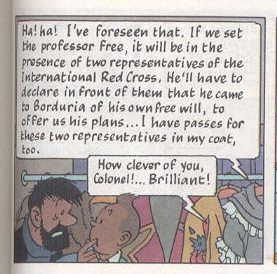 Ha! ha! I've foreseen that. If we set
the professor free, it will be in the
presence of two representatives of the
International Red Cross. He'll have to
declare in front of them that he came
to Borduria of his own free will, to
offer us his plans... I have passes for
these two representatives in my coat,
too.
How clever of you,
Colonel!... Brilliant!